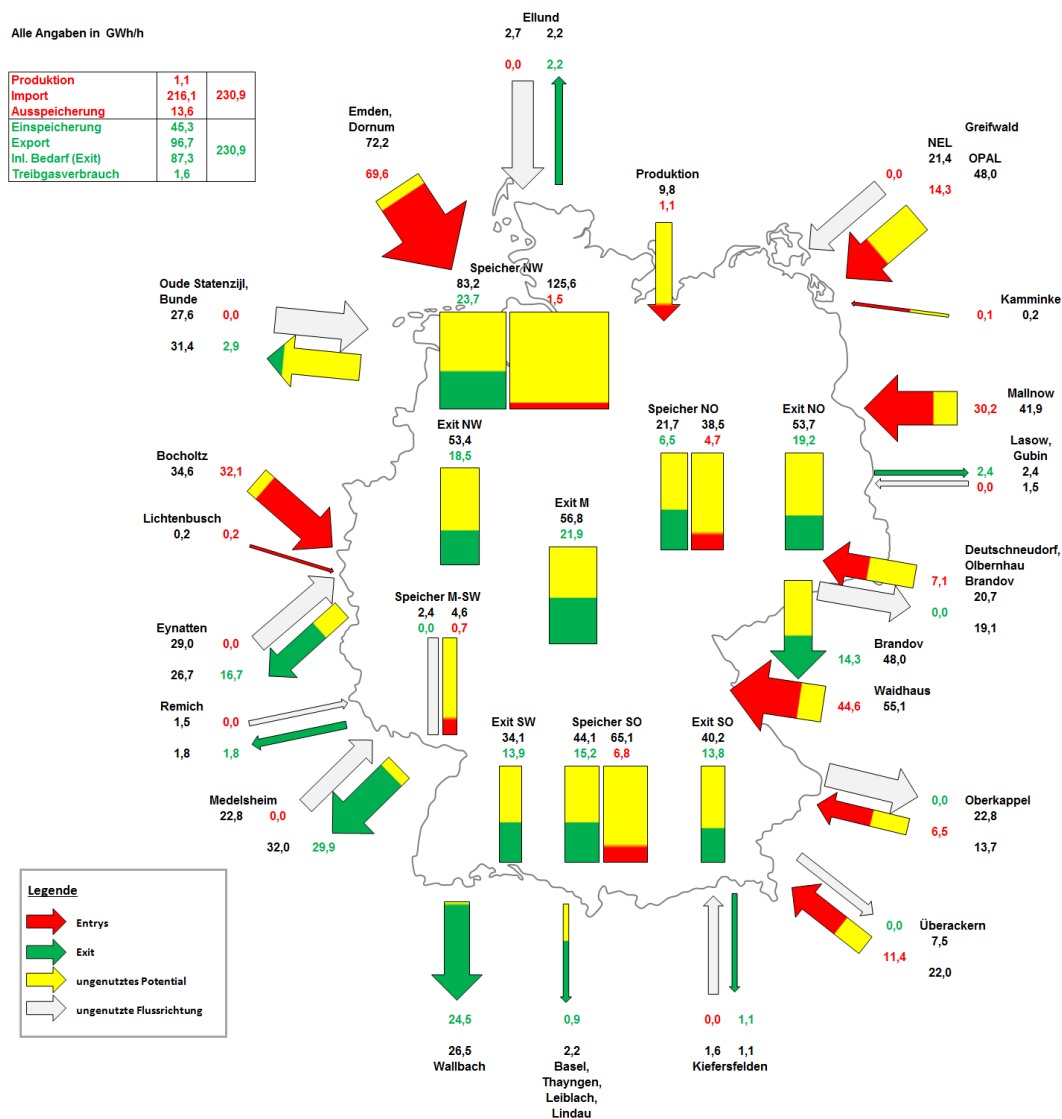 Alle Angaben in GWh/h
Produktion 1,1
Import 216,1 230,9
Ausspeicherung 13,6
Einspeicherung 45,3
Export 96,7 230,9
Inl. Bedarf (Exit) 87,3
Treibgasverbrauch 1,6
Ellund
2,7 2,2
0,0 2,2
Emden,
Dornum
72,2
69,6
Produktion
9,8
1,1
Greifwald
NEL
21,4 OPAL
48,0
0,0
14,3
Oude Statenzijl,
Bunde
27,6 0,0
31,4 2,9
Speicher NW
83,2 125,6
23,7 1,5
Kamminke
0,1 0,2
Mallnow
30,2 41,9
Exit NW
53,4
18,5
Speicher NO
21,7 38,5
6,5 4,7
Exit NO
53,7
19,2
Lasow,
Gubin
2,4 2,4
0,0 1,5
Bocholtz
34,6 32,1
Lichtenbusch
0,2 0,2
Exit M
56,8
21,9
Deutschneudorf,
Olbernhau
7,1 Brandov
20,7
0,0
19,1
Speicher M-SW
2,4 4,6
0,0 0,7
Eynatten
29,0 0,0
26,7 16,7
Brandov
14,3 48,0
Waidhaus
44,6 55,1
Remich
1,5 0,0
1,8 1,8
Exit SW
34,1
13,9
Speicher SO
44,1 65,1
15,2 6,8
Exit SO
40,2
13,8
Medelsheim
22,8 0,0
32,0 29,9
0,0 Oberkappel
22,8
6,5
13,7
0,0 Überackern
7,5
11,4
22,0
Legende
Entrys
Exit
ungenutztes Potential
ungenutzte Flussrichtung
24,5
26,5
Wallbach
0,9
2,2
Basel,
Thayngen,
Leiblach,
Lindau
0,0 1,1
1,6 1,1
Kiefersfelden